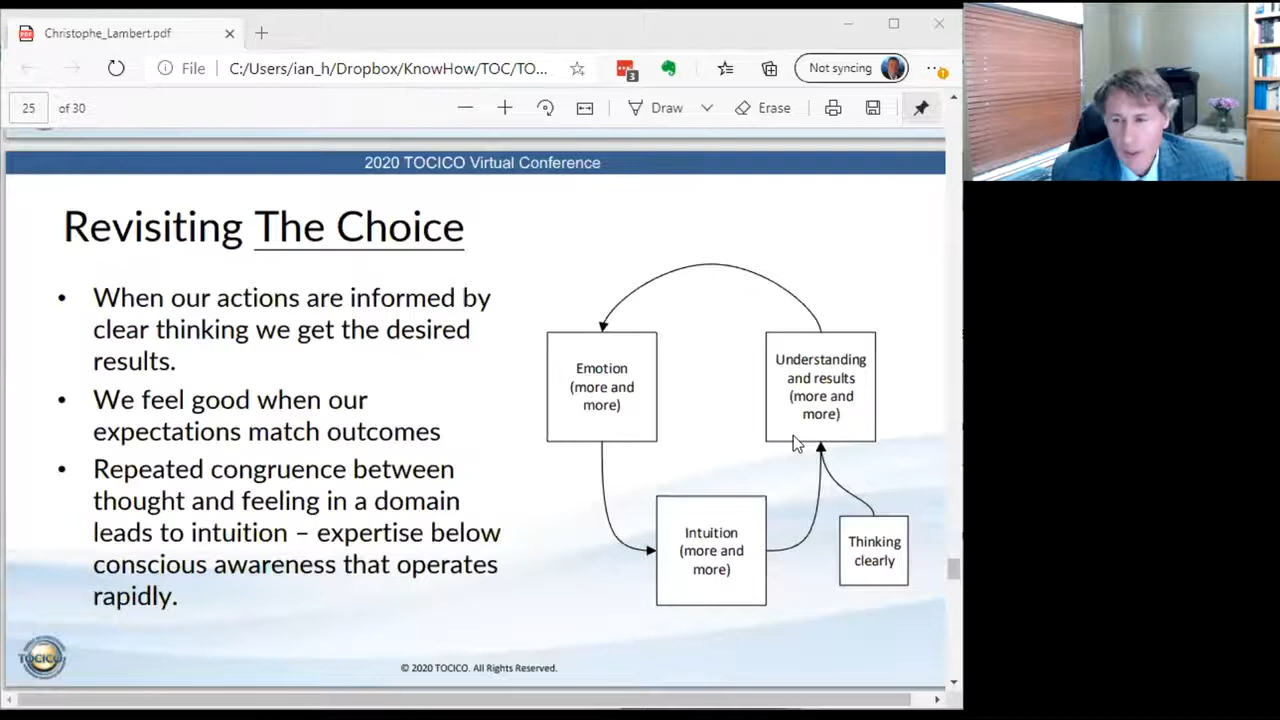 Christophe_Lambert.pdf
File
C:/Users/ian_h/Dropbox/KnowHow/TOC/TO...
3
Not syncing
25
of 30
Draw
Erase
2020 TOCICO Virtual Conference
Revisiting The Choice
• When our actions are informed by
clear thinking we get the desired
results.
• We feel good when our
expectations match outcomes
• Repeated congruence between
thought and feeling in a domain
leads to intuition – expertise below
conscious awareness that operates
rapidly.
Emotion
(more and
more)
Understanding
and results
(more and
more)
Intuition
(more and
more)
Thinking
clearly
TOCICO
© 2020 TOCICO. All Rights Reserved.